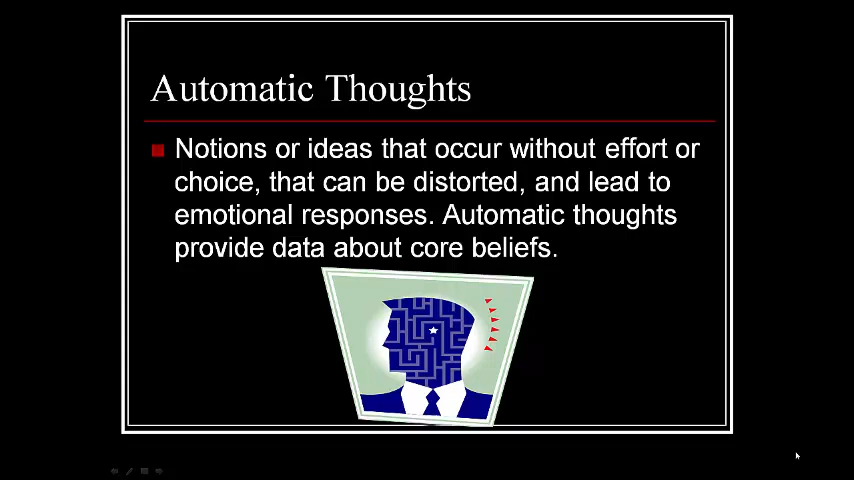 Automatic Thoughts
Notions or ideas that occur without effort or
choice, that can be distorted, and lead to
emotional responses. Automatic thoughts
provide data about core beliefs.